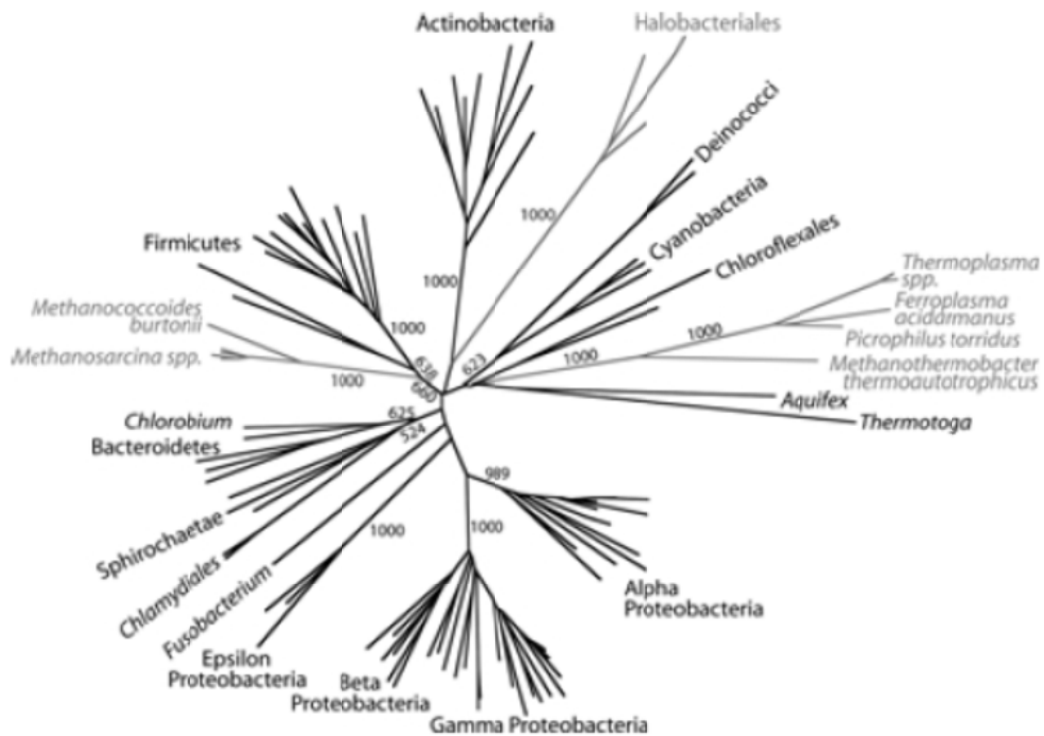 Actinobacteria
Halobacteriales
Deinococci
Cyanobacteria
Chloroflexales
Thermoplasma
spp.
Ferroplasma
acidarmanus
Picrophilus torridus
Methanothermobacter
thermoautotrophicus
Aquifex
Thermotoga
Firmicutes
Methanococcoides
burtonii
Methanosarcina spp.
Chlorobium
Bacteroidetes
Sphirochaetae
Chlamydiales
Fusobacterium
Epsilon
Proteobacteria
Beta
Proteobacteria
Gamma Proteobacteria
Alpha
Proteobacteria
1000
1000
1000
638
660
623
1000
1000
1000
625
524
1000
989
1000